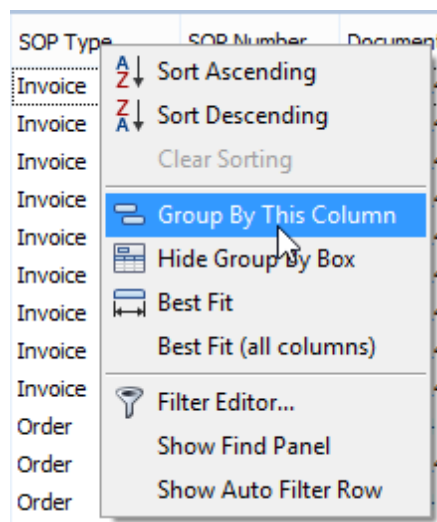 SOP Type SOP Number Document
Invoice
Sort Ascending
Invoice
Sort Descending
Invoice
Clear Sorting
Invoice
Group By This Column
Invoice
Hide Group By Box
Invoice
Best Fit
Invoice
Best Fit (all columns)
Invoice
Invoice
Filter Editor...
Order
Show Find Panel
Order
Show Auto Filter Row
Order